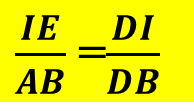 IE/AB = DI/DB